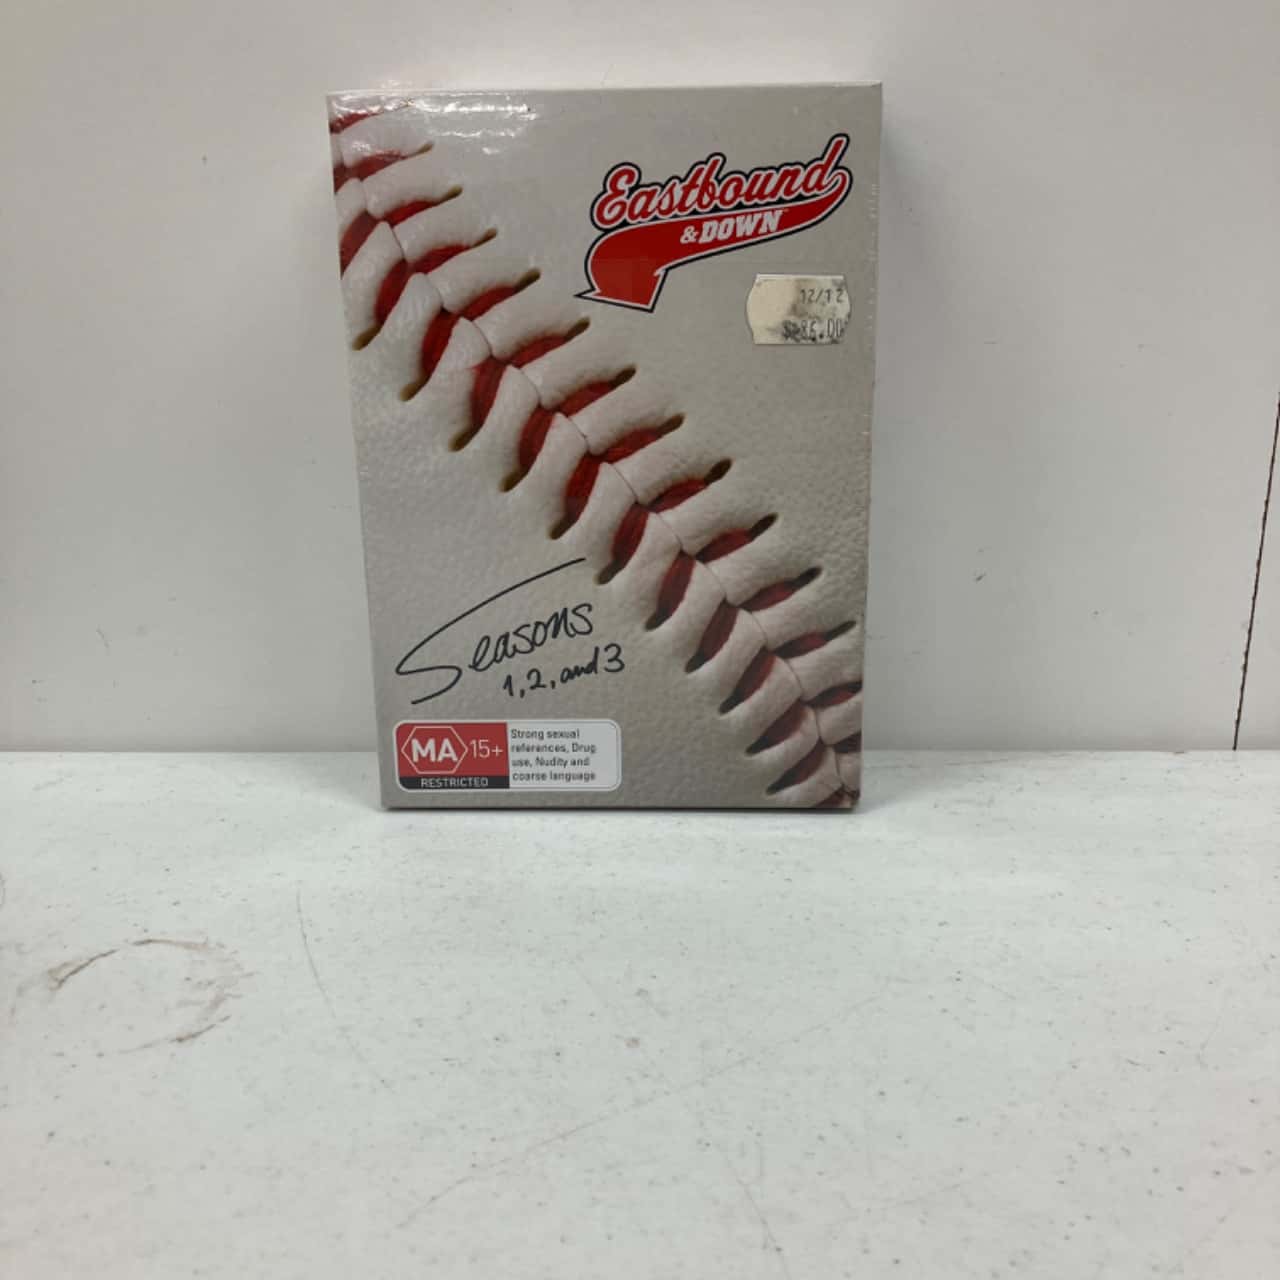 Eastbound
& DOWN™
12/12
Seasons
1, 2, and 3
MA 15+
RESTRICTED
Strong sexual
references, Drug
use, Nudity and
coarse language